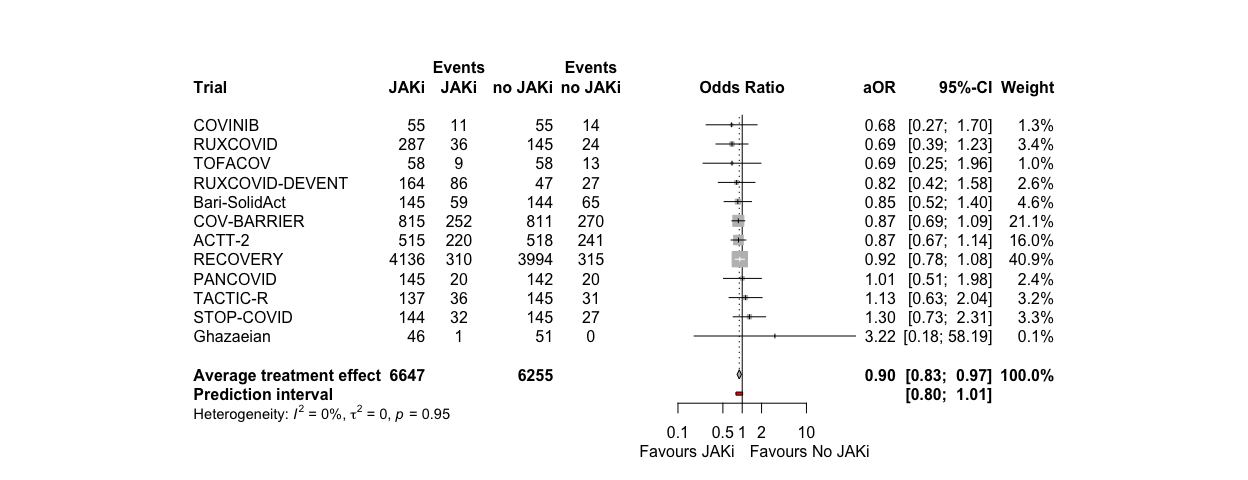 Events Events
Trial JAKi JAKi no JAKi no JAKi Odds Ratio aOR 95%-CI Weight
COVINIB 55 11 55 14 0.68 [0.27; 1.70] 1.3%
RUXCOVID 287 36 145 24 0.69 [0.39; 1.23] 3.4%
TOFACOV 58 9 58 13 0.69 [0.25; 1.96] 1.0%
RUXCOVID-DEVENT 164 86 47 27 0.82 [0.42; 1.58] 2.6%
Bari-SolidAct 145 59 144 65 0.85 [0.52; 1.40] 4.6%
COV-BARRIER 815 252 811 270 0.87 [0.69; 1.09] 21.1%
ACTT-2 515 220 518 241 0.87 [0.67; 1.14] 16.0%
RECOVERY 4136 310 3994 315 0.92 [0.78; 1.08] 40.9%
PANCOVID 145 20 142 20 1.01 [0.51; 1.98] 2.4%
TACTIC-R 137 36 145 31 1.13 [0.63; 2.04] 3.2%
STOP-COVID 144 32 145 27 1.30 [0.73; 2.31] 3.3%
Ghazaeian 46 1 51 0 3.22 [0.18; 58.19] 0.1%
Average treatment effect 6647 6255 0.90 [0.83; 0.97] 100.0%
Prediction interval [0.80; 1.01]
Heterogeneity: I² = 0%, τ² = 0, p = 0.95
0.1 0.5 1 2 10
Favours JAKi Favours No JAKi